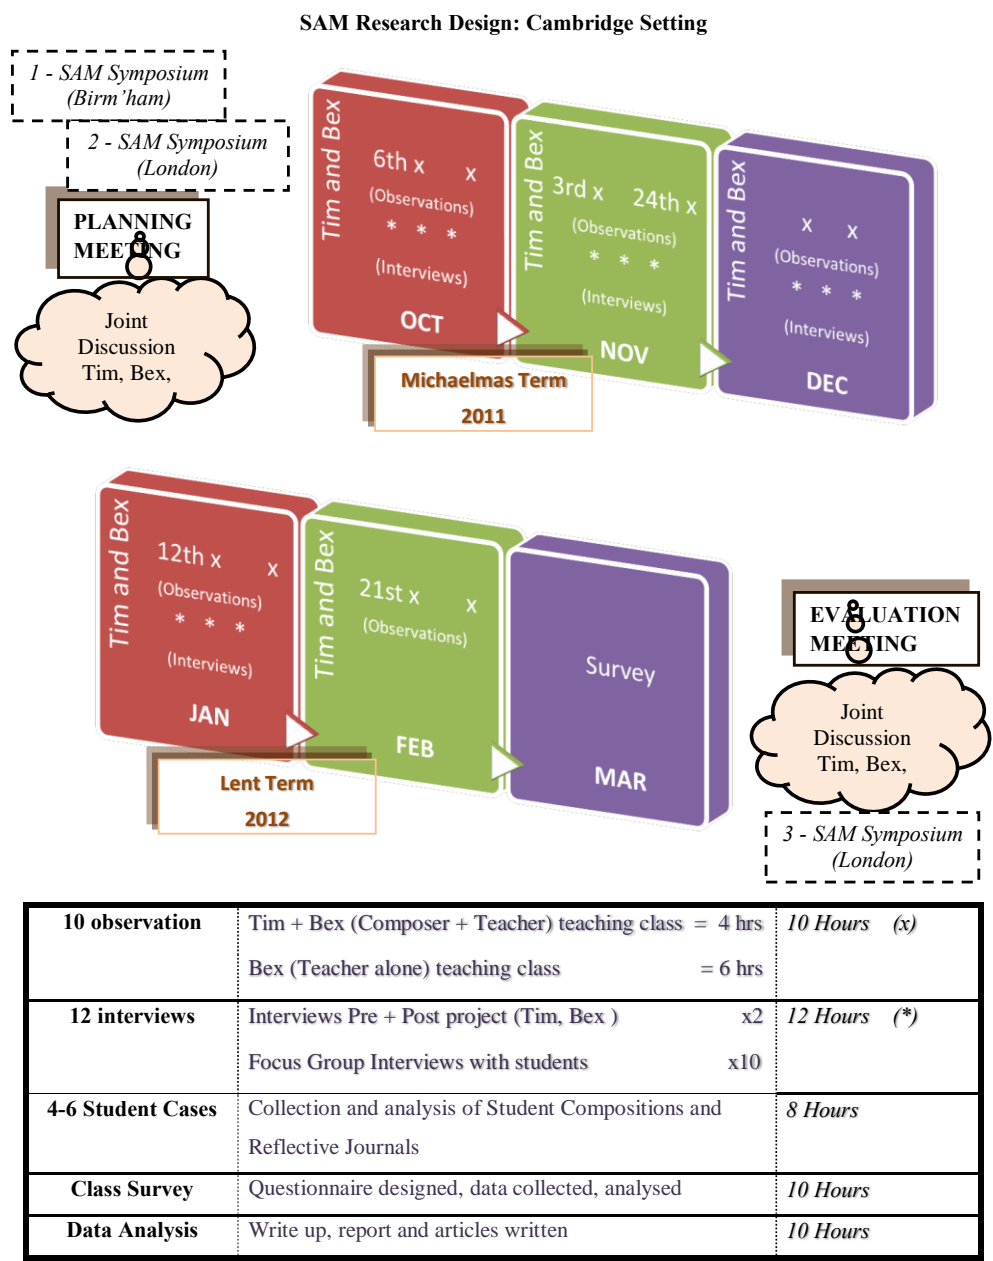 SAM Research Design: Cambridge Setting
1 - SAM Symposium
(Birm'ham)
2 - SAM Symposium
(London)
PLANNING
MEETING
Joint
Discussion
Tim, Bex,
Tim and Bex
6th x x
(Observations)
* * *
(Interviews)
OCT
Tim and Bex
3rd x 24th x
(Observations)
* * *
(Interviews)
NOV
Tim and Bex
x x
(Observations)
* * *
(Interviews)
DEC
Michaelmas Term
2011
Tim and Bex
12th x x
(Observations)
* * *
(Interviews)
JAN
Tim and Bex
21st x x
(Observations)
FEB
Survey
MAR
Lent Term
2012
EVALUATION
MEETING
Joint
Discussion
Tim, Bex,
3 - SAM Symposium
(London)
10 observation Tim + Bex (Composer + Teacher) teaching class = 4 hrs 10 Hours (x)
Bex (Teacher alone) teaching class = 6 hrs
12 interviews Interviews Pre + Post project (Tim, Bex ) x2 12 Hours (*)
Focus Group Interviews with students x10
4-6 Student Cases Collection and analysis of Student Compositions and 8 Hours
Reflective Journals
Class Survey Questionnaire designed, data collected, analysed 10 Hours
Data Analysis Write up, report and articles written 10 Hours